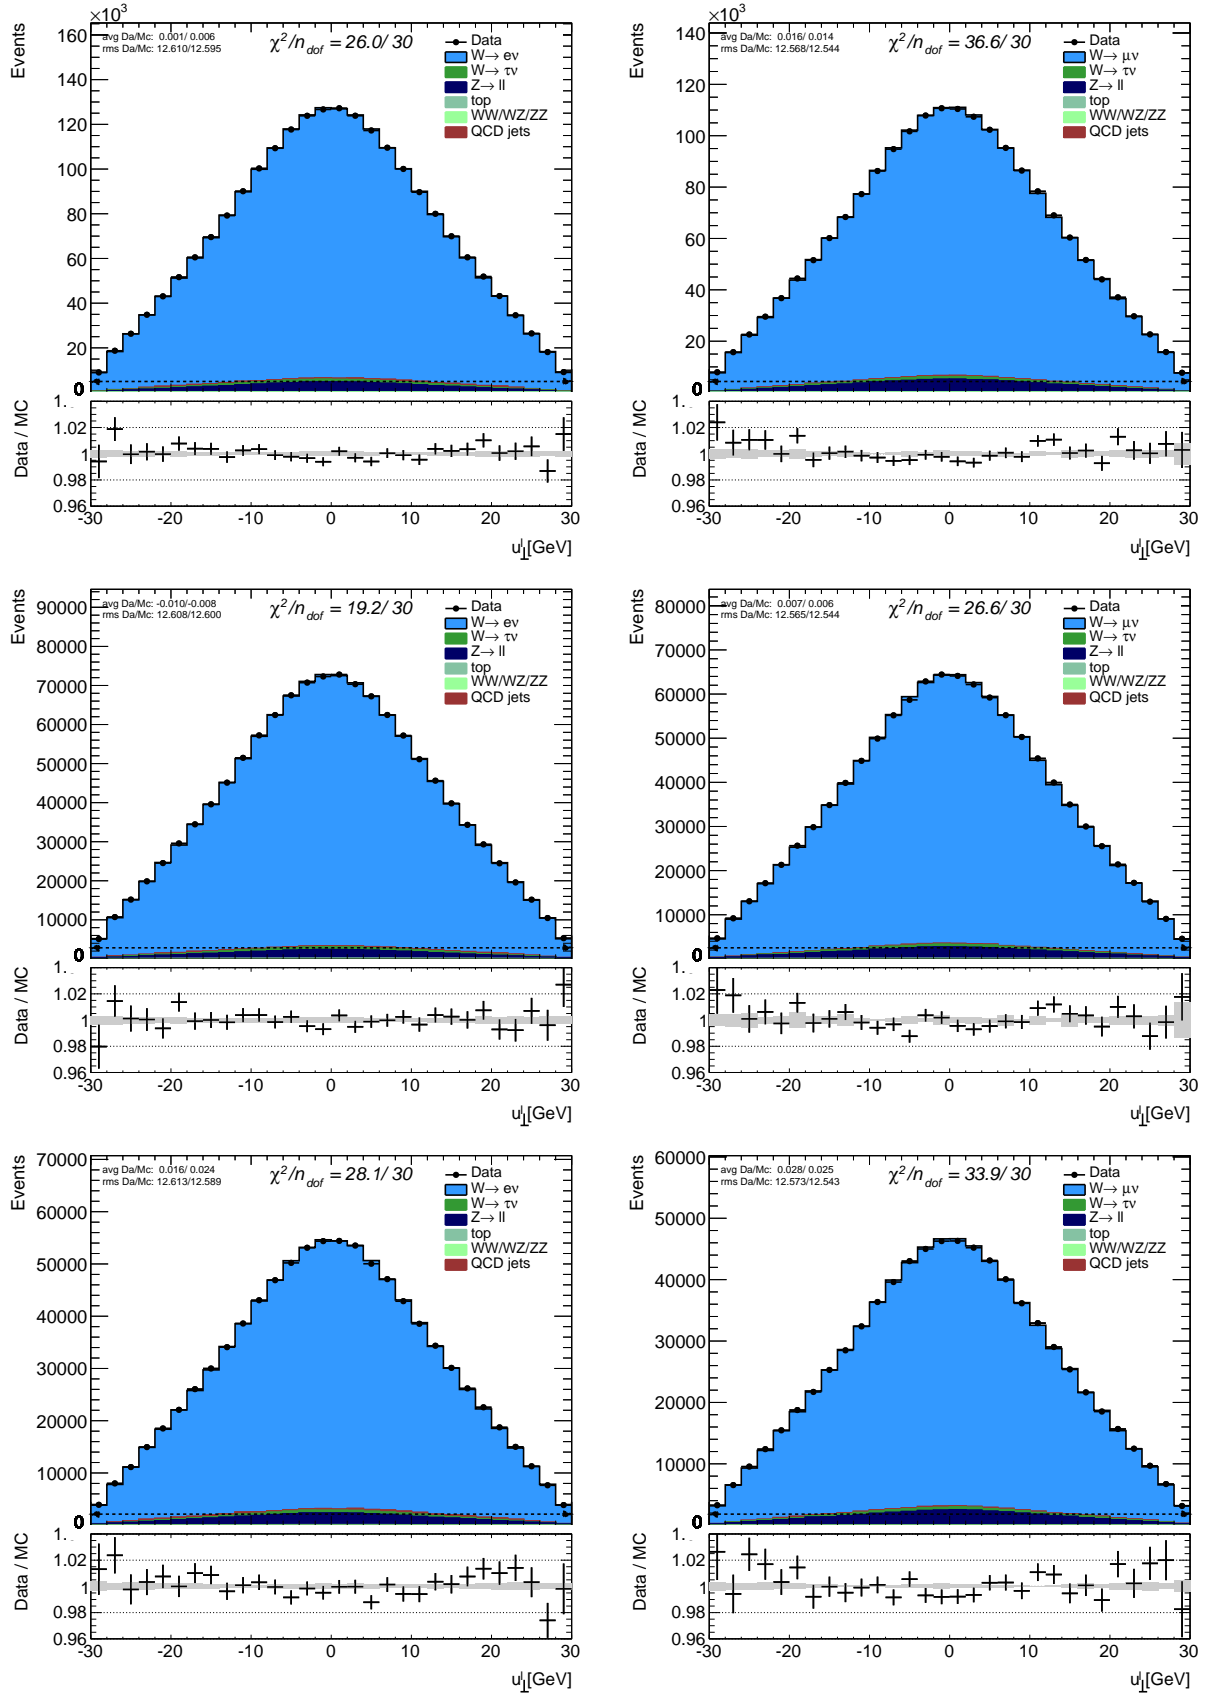 ×10³
Events
160
140
120
100
80
60
40
20
0
avg Da/Mc: 0.001/ 0.006
rms Da/Mc: 12.610/12.595
χ²/n_dof = 26.0/ 30
Data
W→ eν
W→ τν
Z→ ll
top
WW/WZ/ZZ
QCD jets
Data / MC
1.
1.02
1
0.98
0.96
-30 -20 -10 0 10 20 30
u⊥ˡ[GeV]
×10³
Events
140
120
100
80
60
40
20
0
avg Da/Mc: 0.016/ 0.014
rms Da/Mc: 12.568/12.544
χ²/n_dof = 36.6/ 30
Data
W→ μν
W→ τν
Z→ ll
top
WW/WZ/ZZ
QCD jets
Data / MC
1.
1.02
1
0.98
0.96
-30 -20 -10 0 10 20 30
u⊥ˡ[GeV]
Events
90000
80000
70000
60000
50000
40000
30000
20000
10000
0
avg Da/Mc: -0.010/-0.008
rms Da/Mc: 12.608/12.600
χ²/n_dof = 19.2/ 30
Data
W→ eν
W→ τν
Z→ ll
top
WW/WZ/ZZ
QCD jets
Data / MC
1.
1.02
1
0.98
0.96
-30 -20 -10 0 10 20 30
u⊥ˡ[GeV]
Events
80000
70000
60000
50000
40000
30000
20000
10000
0
avg Da/Mc: 0.007/ 0.006
rms Da/Mc: 12.565/12.544
χ²/n_dof = 26.6/ 30
Data
W→ μν
W→ τν
Z→ ll
top
WW/WZ/ZZ
QCD jets
Data / MC
1.
1.02
1
0.98
0.96
-30 -20 -10 0 10 20 30
u⊥ˡ[GeV]
Events
70000
60000
50000
40000
30000
20000
10000
0
avg Da/Mc: 0.016/ 0.024
rms Da/Mc: 12.613/12.589
χ²/n_dof = 28.1/ 30
Data
W→ eν
W→ τν
Z→ ll
top
WW/WZ/ZZ
QCD jets
Data / MC
1.
1.02
1
0.98
0.96
-30 -20 -10 0 10 20 30
u⊥ˡ[GeV]
Events
60000
50000
40000
30000
20000
10000
0
avg Da/Mc: 0.028/ 0.025
rms Da/Mc: 12.573/12.543
χ²/n_dof = 33.9/ 30
Data
W→ μν
W→ τν
Z→ ll
top
WW/WZ/ZZ
QCD jets
Data / MC
1.
1.02
1
0.98
0.96
-30 -20 -10 0 10 20 30
u⊥ˡ[GeV]